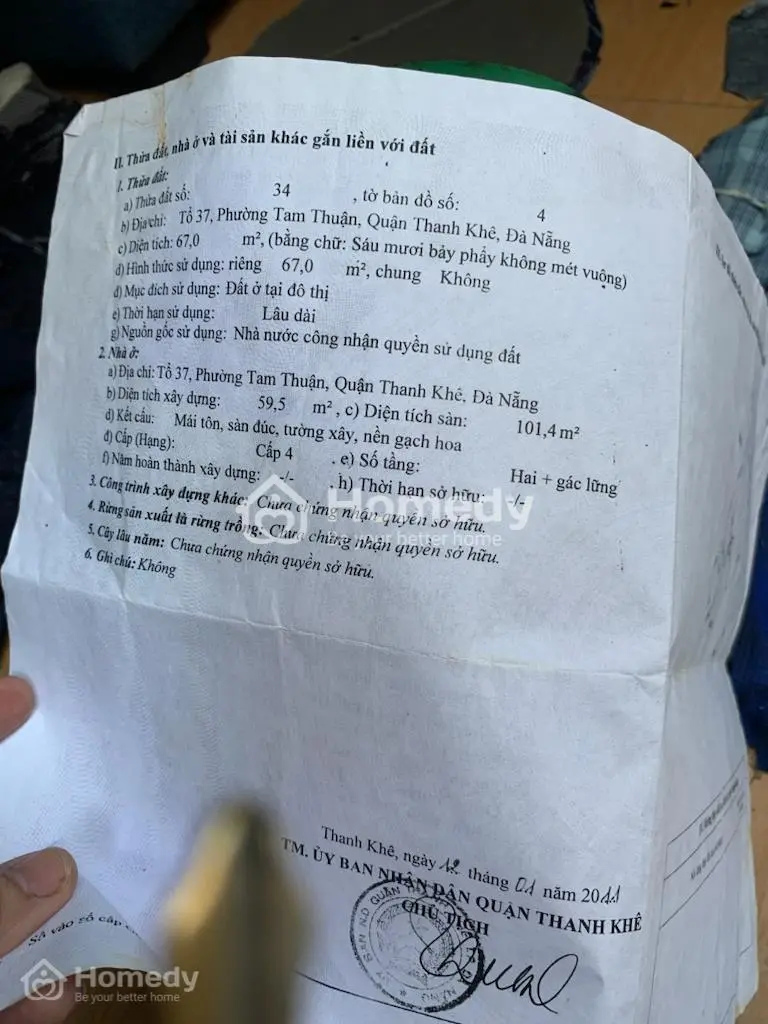 II. Thửa đất, nhà ở và tài sản khác gắn liền với đất
1. Thửa đất:
a) Thửa đất số: 34 , tờ bản đồ số: 4
b) Địa chỉ: Tổ 37, Phường Tam Thuận, Quận Thanh Khê, Đà Nẵng
c) Diện tích: 67,0 m², (bằng chữ: Sáu mươi bảy phẩy không mét vuông)
d) Hình thức sử dụng: riêng 67,0 m², chung Không
đ) Mục đích sử dụng: Đất ở tại đô thị
e) Thời hạn sử dụng: Lâu dài
g) Nguồn gốc sử dụng: Nhà nước công nhận quyền sử dụng đất
2. Nhà ở:
a) Địa chỉ: Tổ 37, Phường Tam Thuận, Quận Thanh Khê, Đà Nẵng
b) Diện tích xây dựng: 59,5 m² , c) Diện tích sàn: 101,4 m²
d) Kết cấu: Mái tôn, sàn đúc, tường xây, nền gạch hoa
đ) Cấp (Hạng): Cấp 4 . e) Số tầng: Hai + gác lững
f) Năm hoàn thành xây dựng: -/- . h) Thời hạn sở hữu: -/-
3. Công trình xây dựng khác: Chưa chứng nhận quyền sở hữu.
4. Rừng sản xuất là rừng trồng: Chưa chứng nhận quyền sở hữu.
5. Cây lâu năm: Chưa chứng nhận quyền sở hữu.
6. Ghi chú: Không
Homedy
Be your better home
Thanh Khê, ngày 12 tháng 01 năm 2011
TM. ỦY BAN NHÂN DÂN QUẬN THANH KHÊ
CHỦ TỊCH
Số vào sổ cấp
Homedy
Be your better home